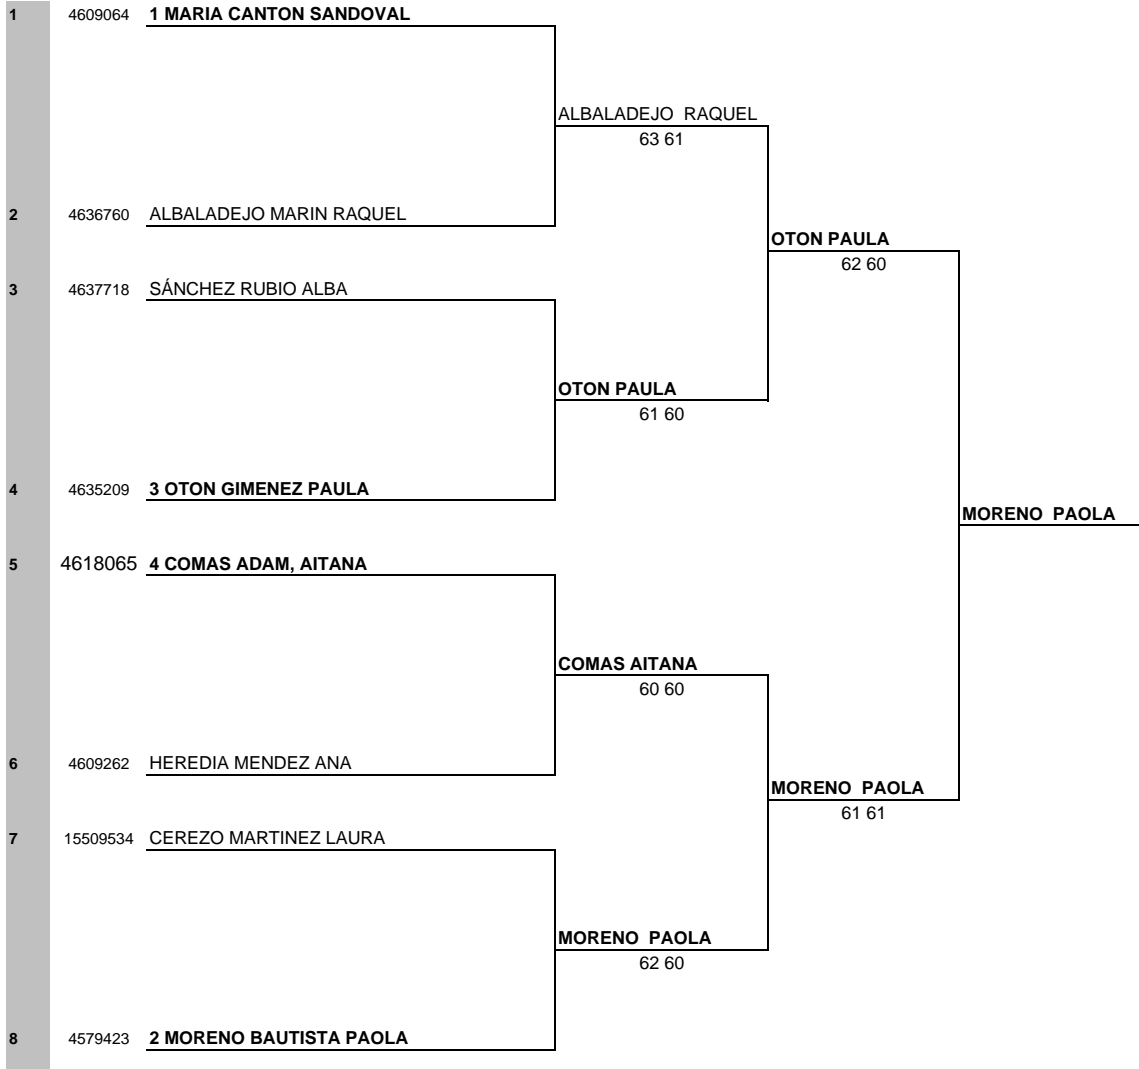 1 4609064 1 MARIA CANTON SANDOVAL
ALBALADEJO RAQUEL
63 61
2 4636760 ALBALADEJO MARIN RAQUEL
OTON PAULA
62 60
3 4637718 SÁNCHEZ RUBIO ALBA
OTON PAULA
61 60
4 4635209 3 OTON GIMENEZ PAULA
MORENO PAOLA
5 4618065 4 COMAS ADAM, AITANA
COMAS AITANA
60 60
6 4609262 HEREDIA MENDEZ ANA
MORENO PAOLA
61 61
7 15509534 CEREZO MARTINEZ LAURA
MORENO PAOLA
62 60
8 4579423 2 MORENO BAUTISTA PAOLA